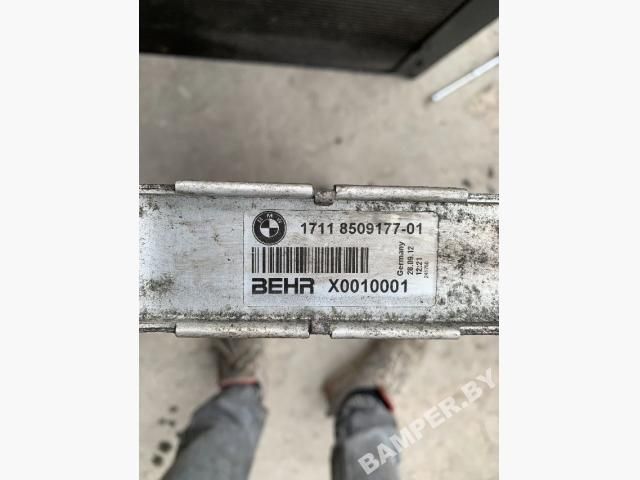 BMW
1711 8509177-01
Germany
28.09.12
12:21
BEHR X0010001
BAMPER.BY